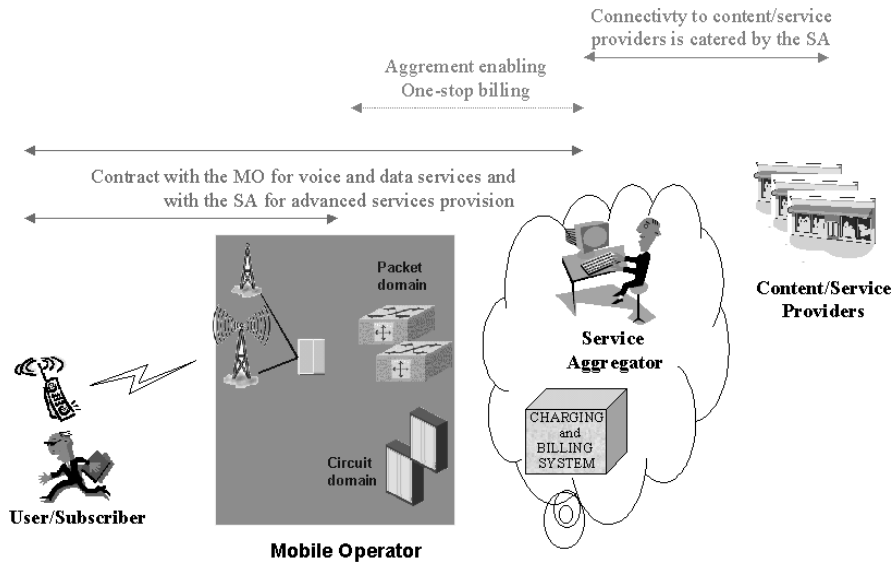 Connectivty to content/service
providers is catered by the SA
Aggrement enabling
One-stop billing
Contract with the MO for voice and data services and
with the SA for advanced services provision
Packet
domain
Content/Service
Providers
Service
Aggregator
CHARGING
and
BILLING
SYSTEM
Circuit
domain
User/Subscriber
Mobile Operator